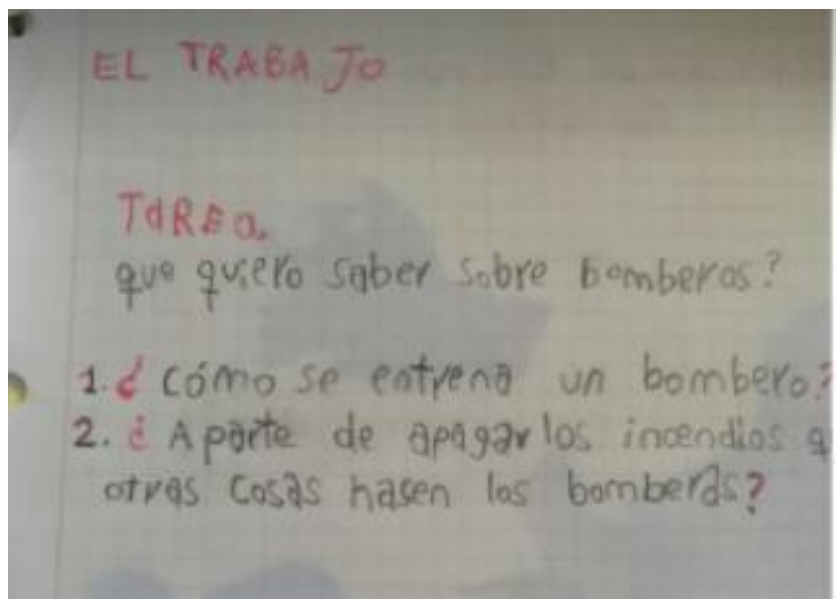 EL TRABAJO
TaREa.
que quiero saber sobre bomberos?
1. ¿ cómo se entrena un bombero?
2. ¿ Aparte de apagar los incendios q
otras cosas hasen los bomberos?